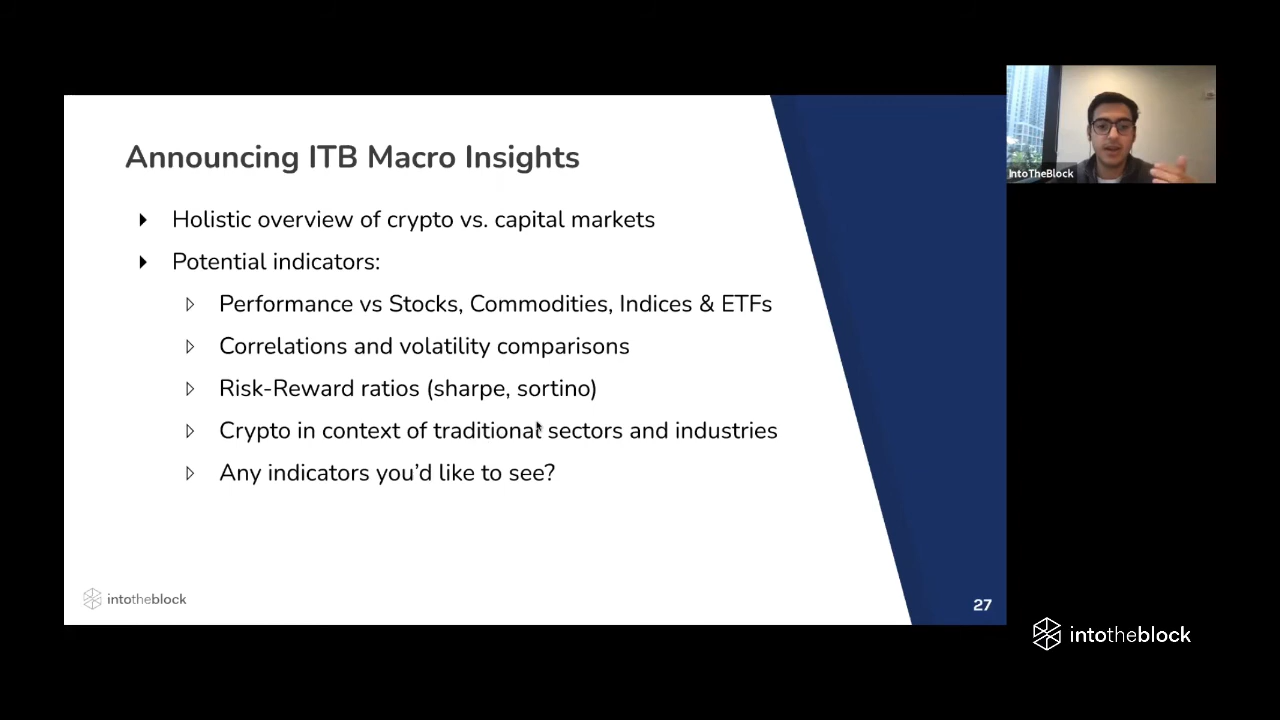 Announcing ITB Macro Insights
Holistic overview of crypto vs. capital markets
Potential indicators:
Performance vs Stocks, Commodities, Indices & ETFs
Correlations and volatility comparisons
Risk-Reward ratios (sharpe, sortino)
Crypto in context of traditional sectors and industries
Any indicators you'd like to see?
intotheblock
27
IntoTheBlock
intotheblock